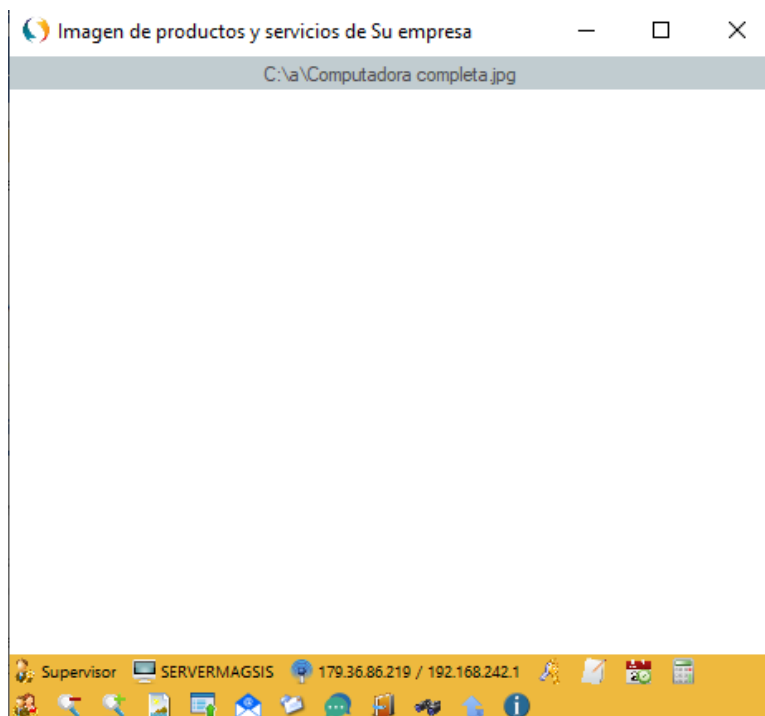 Imagen de productos y servicios de Su empresa
C:\a\Computadora completa.jpg
Supervisor SERVERMAGSIS 179.36.86.219 / 192.168.242.1